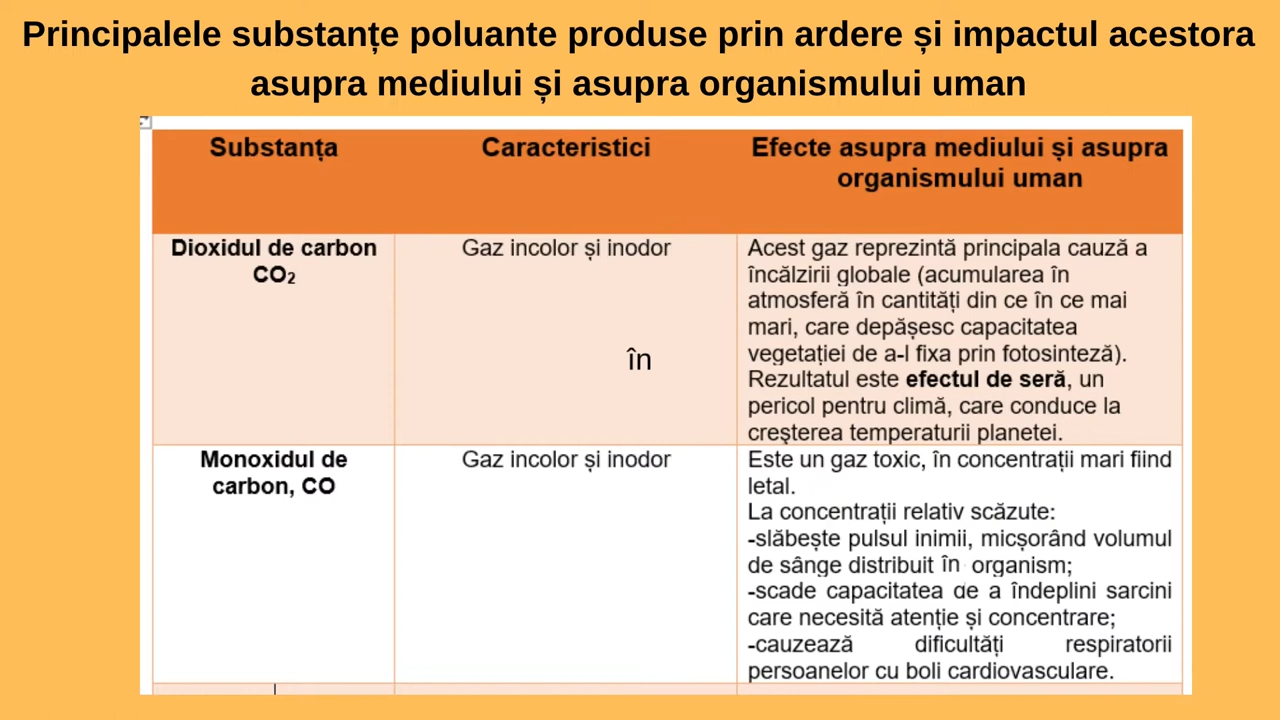 Principalele substanțe poluante produse prin ardere și impactul acestora
asupra mediului și asupra organismului uman
Substanța
Caracteristici
Efecte asupra mediului și asupra
organismului uman
Dioxidul de carbon
CO₂
Gaz incolor și inodor
în
Acest gaz reprezintă principala cauză a
încălzirii globale (acumularea în
atmosferă în cantități din ce în ce mai
mari, care depășesc capacitatea
vegetației de a-l fixa prin fotosinteză).
Rezultatul este efectul de seră, un
pericol pentru climă, care conduce la
creşterea temperaturii planetei.
Monoxidul de
carbon, CO
Gaz incolor și inodor
Este un gaz toxic, în concentrații mari fiind
letal.
La concentrații relativ scăzute:
-slăbește pulsul inimii, micșorând volumul
de sânge distribuit în organism;
-scade capacitatea de a îndeplini sarcini
care necesită atenție și concentrare;
-cauzează dificultăți respiratorii
persoanelor cu boli cardiovasculare.